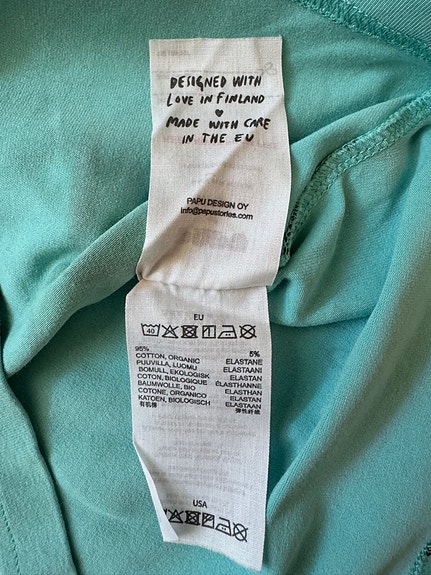 DESIGNED WITH
LOVE IN FINLAND
♥
MADE WITH CARE
IN THE EU
PAPU DESIGN OY
info@papustories.com
EU
40
95% 5%
COTTON, ORGANIC ELASTANE
PUUVILLA, LUOMU ELASTAANI
BOMULL, EKOLOGISK ELASTAN
COTON, BIOLOGIQUE ÉLASTHANNE
BAUMWOLLE, BIO ELASTHAN
COTONE, ORGANICO ELASTAN
KATOEN, BIOLOGISCH ELASTAAN
有机棉 弹性纤维
USA